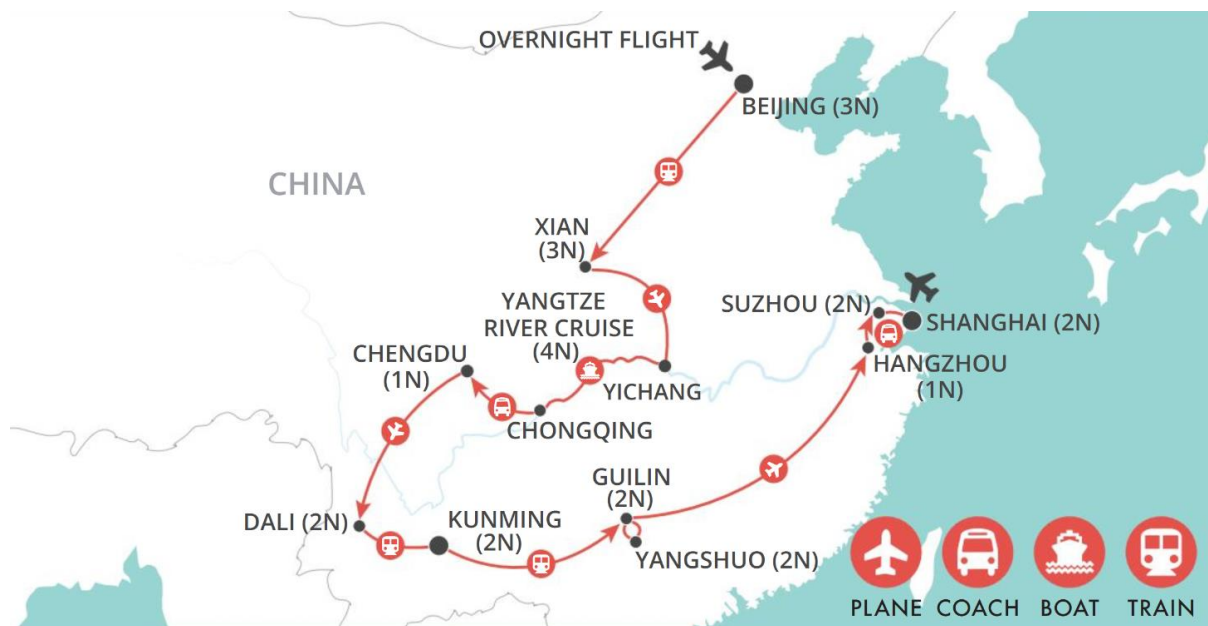 OVERNIGHT FLIGHT
BEIJING (3N)
CHINA
XIAN
(3N)
YANGTZE
RIVER CRUISE
(4N)
SUZHOU (2N)
SHANGHAI (2N)
HANGZHOU
(1N)
CHENGDU
(1N)
YICHANG
CHONGQING
GUILIN
(2N)
DALI (2N)
KUNMING
(2N)
YANGSHUO (2N)
PLANE
COACH
BOAT
TRAIN